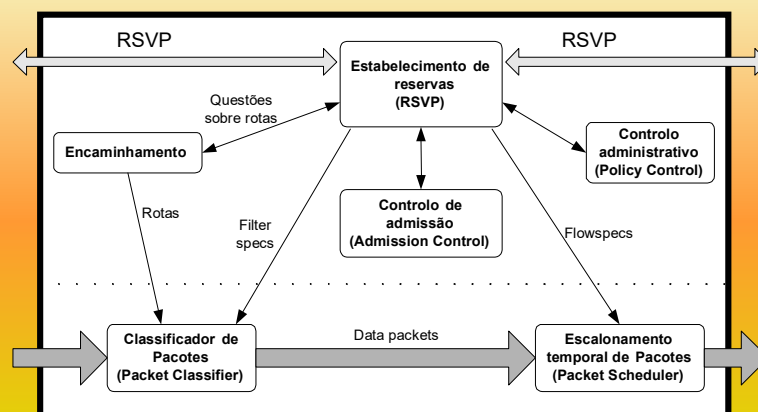 RSVP
RSVP
Estabelecimento de
reservas
(RSVP)
Questões
sobre rotas
Encaminhamento
Controlo
administrativo
(Policy Control)
Controlo de
admissão
(Admission Control)
Rotas
Filter
specs
Flowspecs
Classificador de
Pacotes
(Packet Classifier)
Data packets
Escalonamento
temporal de Pacotes
(Packet Scheduler)